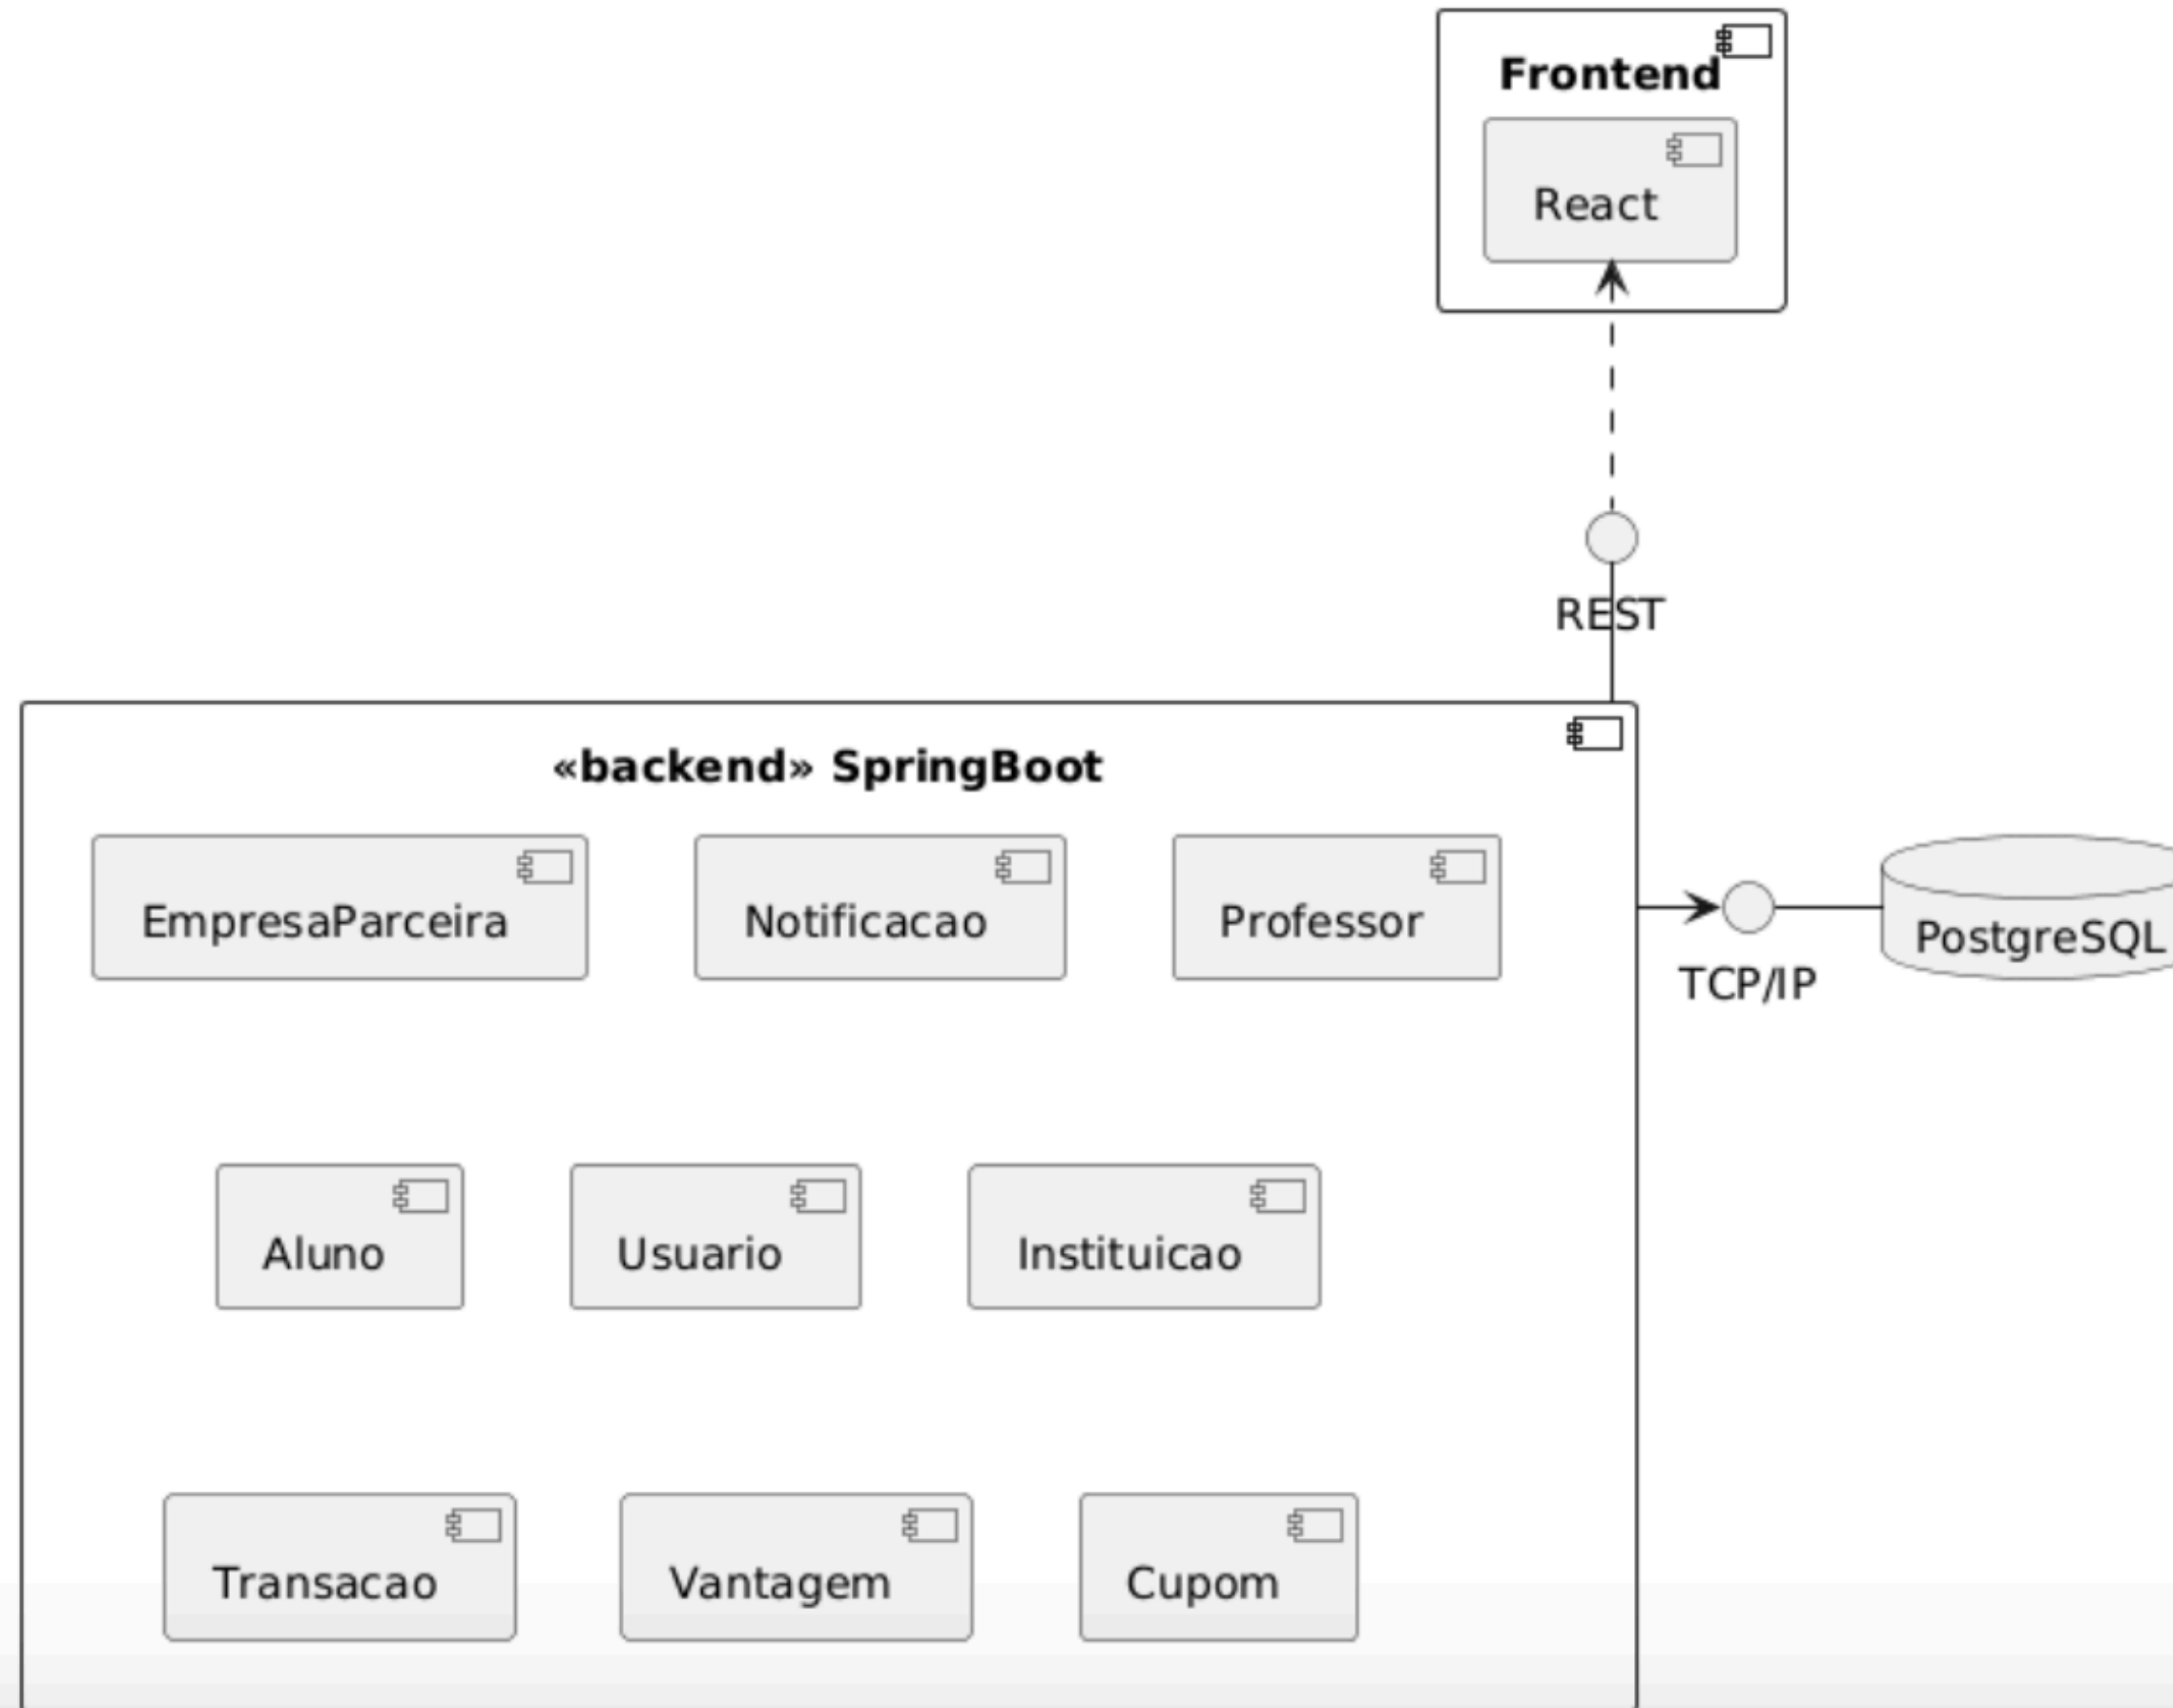 Frontend
React
REST
«backend» SpringBoot
EmpresaParceira
Notificacao
Professor
TCP/IP
PostgreSQL
Aluno
Usuario
Instituicao
Transacao
Vantagem
Cupom